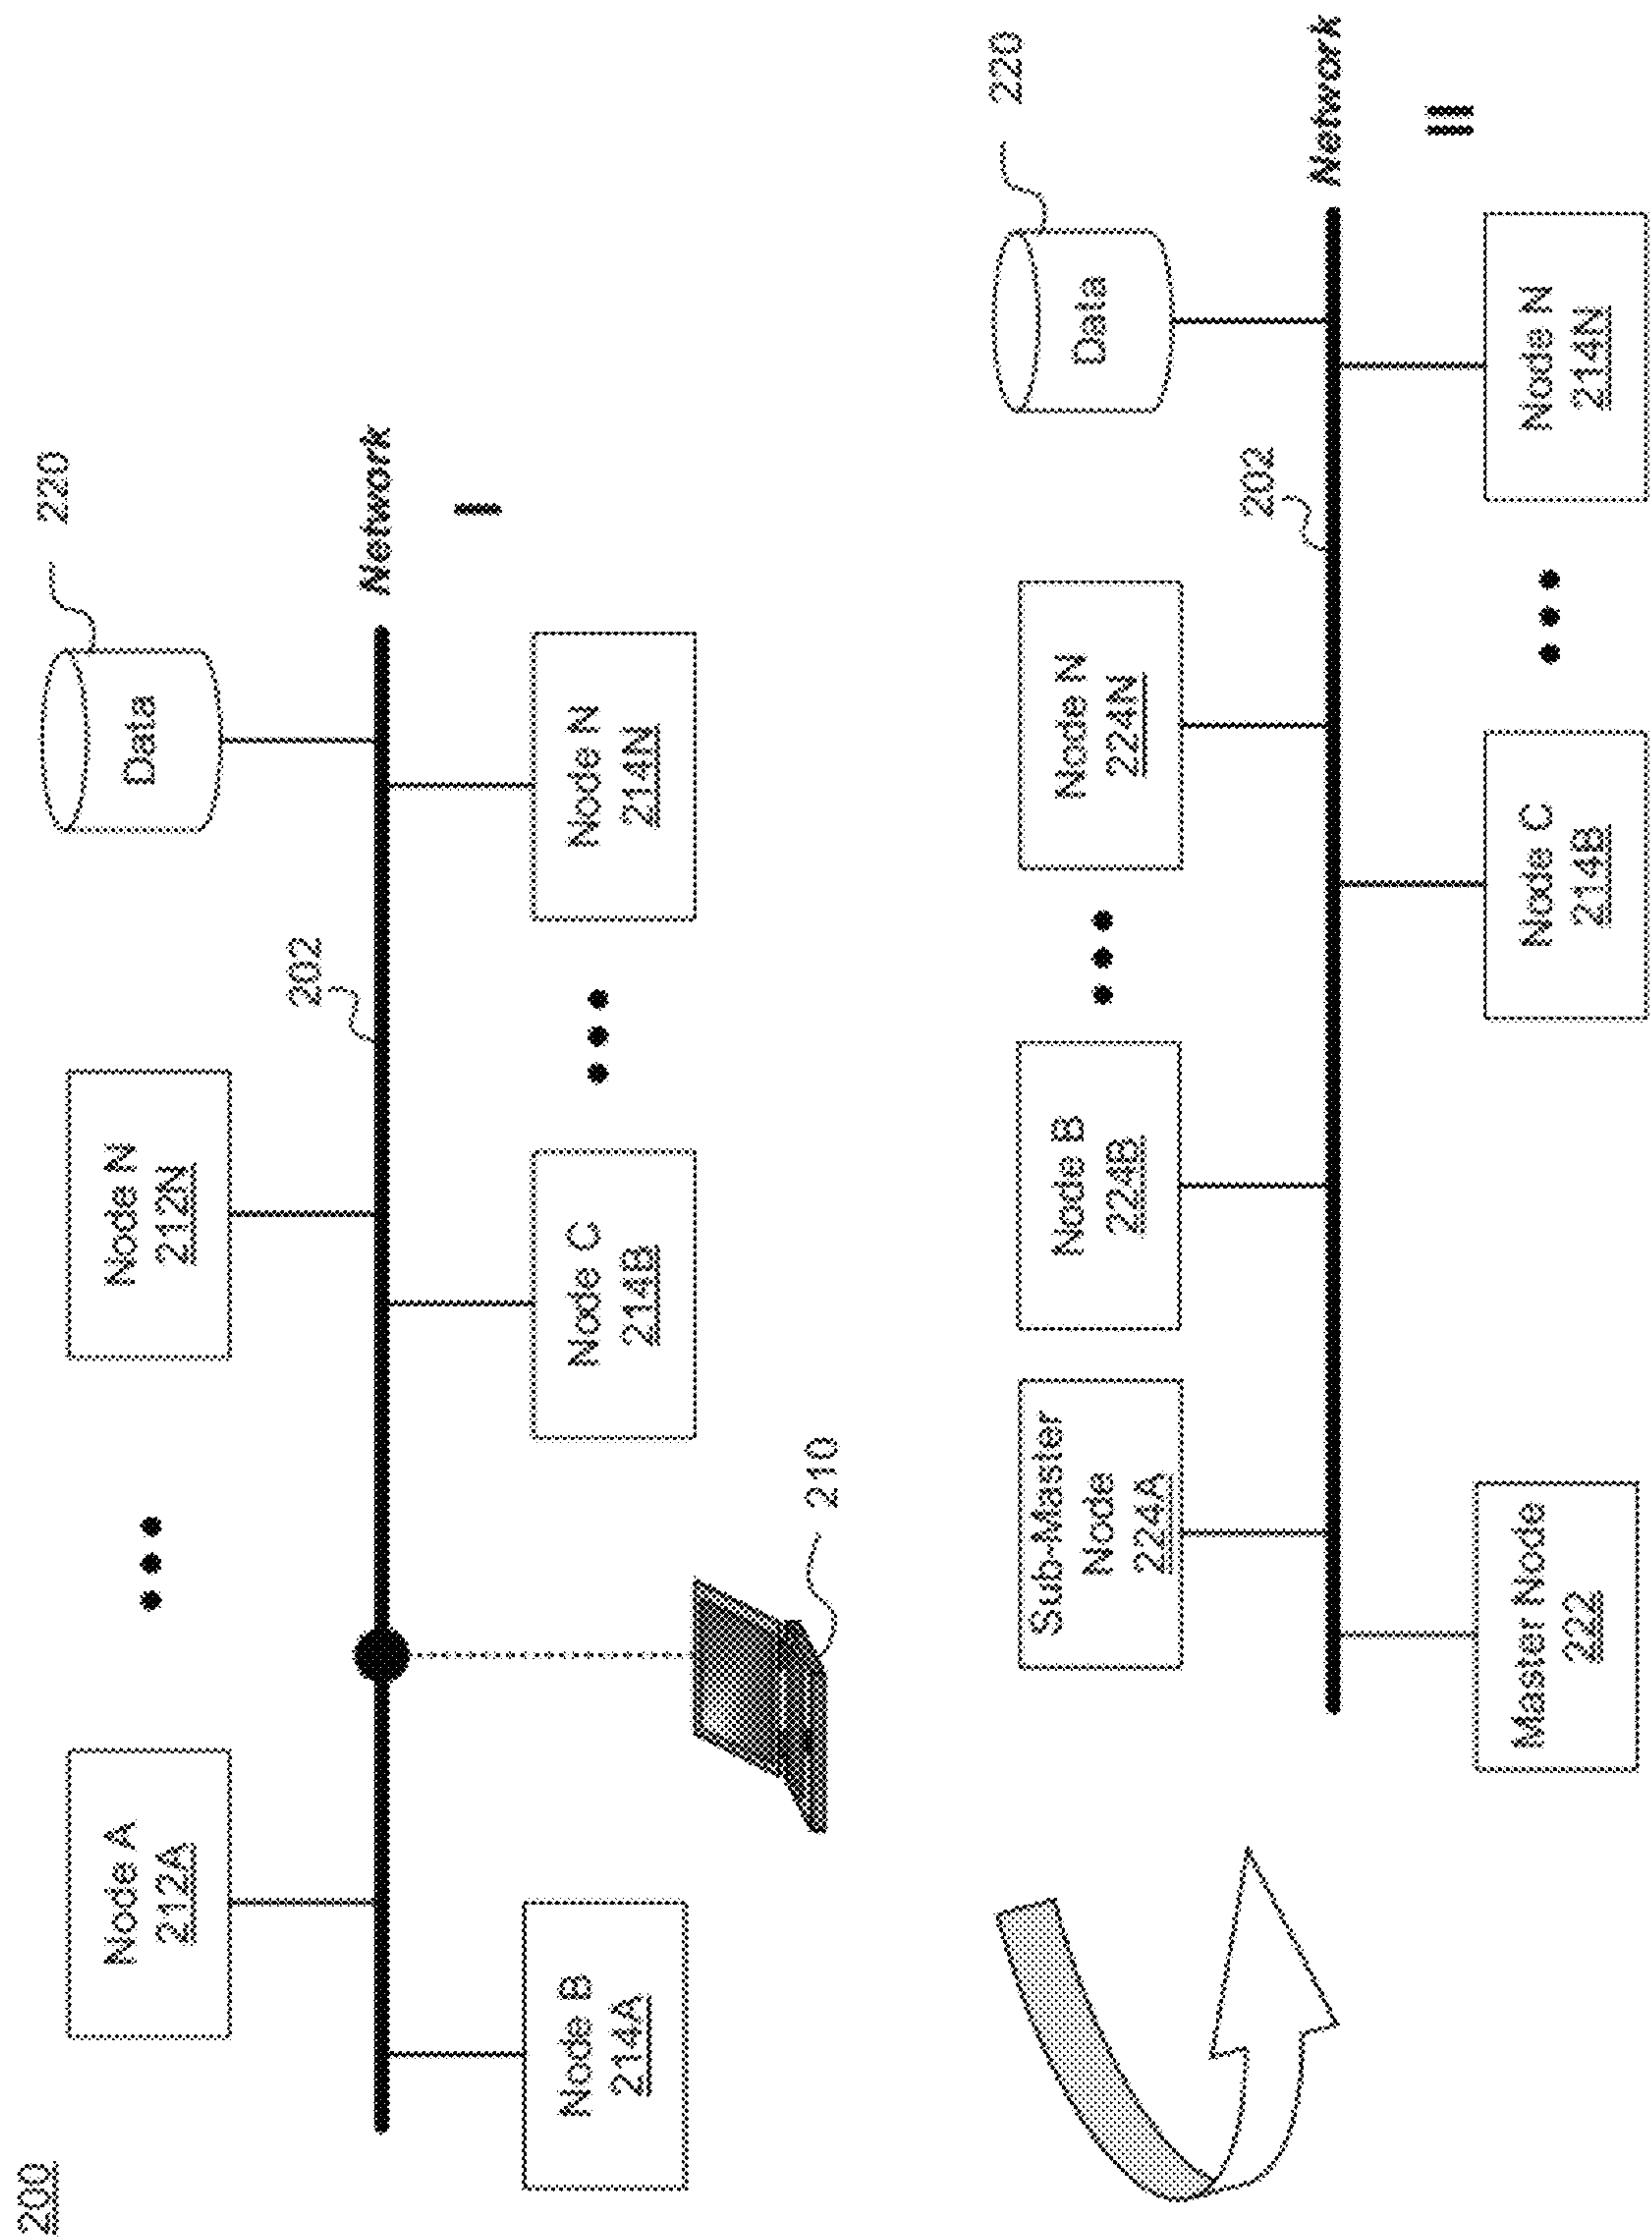 200
220
Data
Node A
212A
Node N
212N
202
Network
I
Node B
214A
Node C
214B
Node N
214N
210
220
Data
Sub-Master
Node
224A
Node B
224B
Node N
224N
202
Network
II
Master Node
222
Node C
214B
Node N
214N